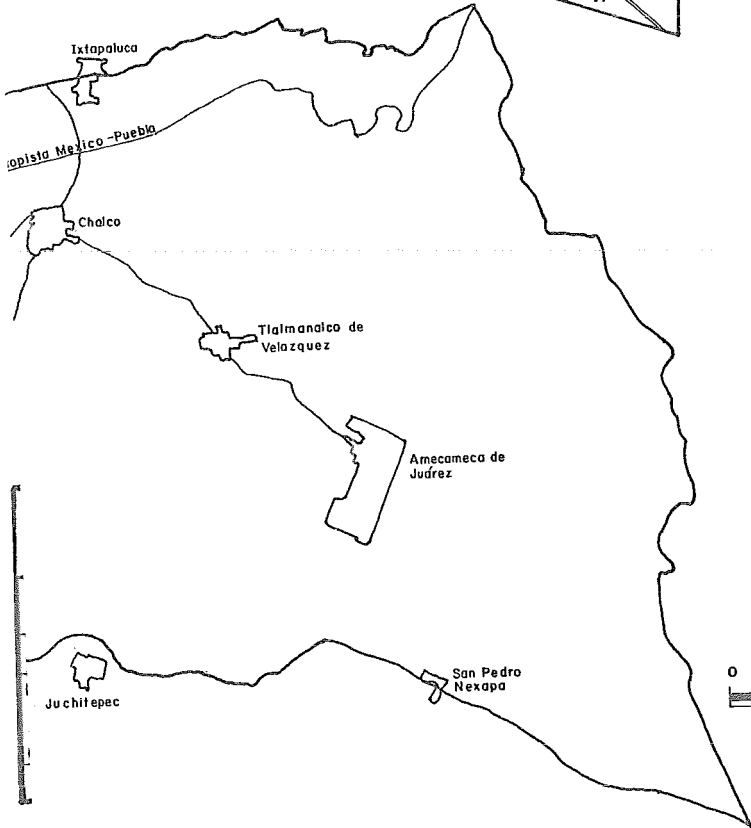 Ixtapaluca
opista Mexico-Puebla
Chalco
Tlalmanalco de
Velazquez
Amecameca de
Juárez
San Pedro
Nexapa
Juchitepec
0